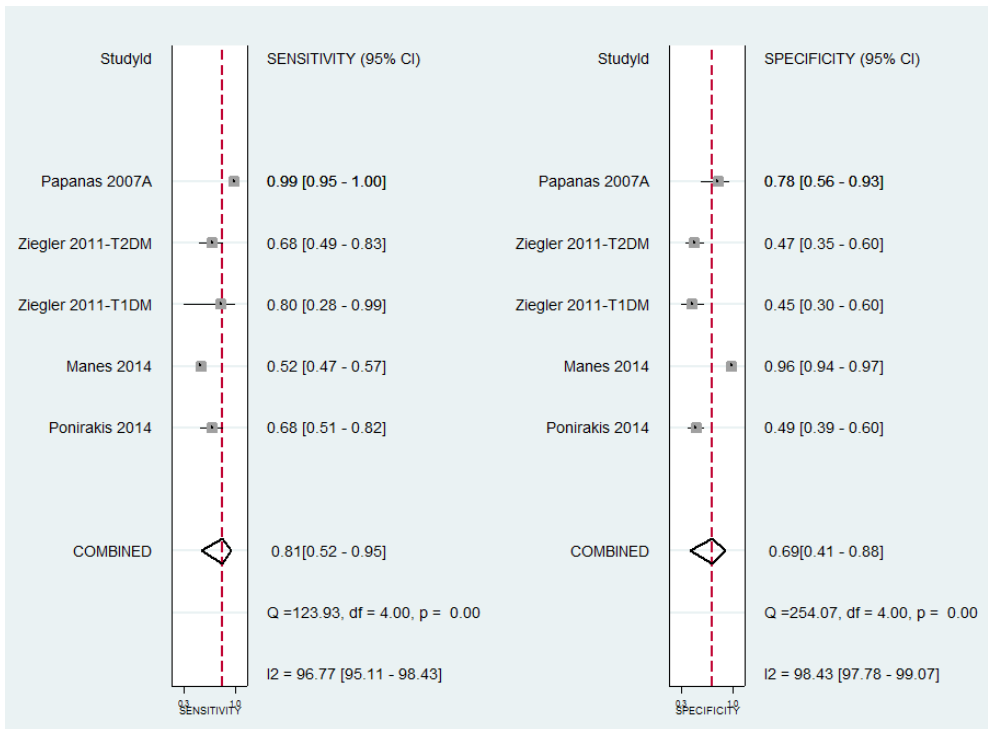 StudyId SENSITIVITY (95% CI)
Papanas 2007A 0.99 [0.95 - 1.00]
Ziegler 2011-T2DM 0.68 [0.49 - 0.83]
Ziegler 2011-T1DM 0.80 [0.28 - 0.99]
Manes 2014 0.52 [0.47 - 0.57]
Ponirakis 2014 0.68 [0.51 - 0.82]
COMBINED 0.81[0.52 - 0.95]
Q =123.93, df = 4.00, p = 0.00
I2 = 96.77 [95.11 - 98.43]
0.3 1.0
SENSITIVITY
StudyId SPECIFICITY (95% CI)
Papanas 2007A 0.78 [0.56 - 0.93]
Ziegler 2011-T2DM 0.47 [0.35 - 0.60]
Ziegler 2011-T1DM 0.45 [0.30 - 0.60]
Manes 2014 0.96 [0.94 - 0.97]
Ponirakis 2014 0.49 [0.39 - 0.60]
COMBINED 0.69[0.41 - 0.88]
Q =254.07, df = 4.00, p = 0.00
I2 = 98.43 [97.78 - 99.07]
0.3 1.0
SPECIFICITY